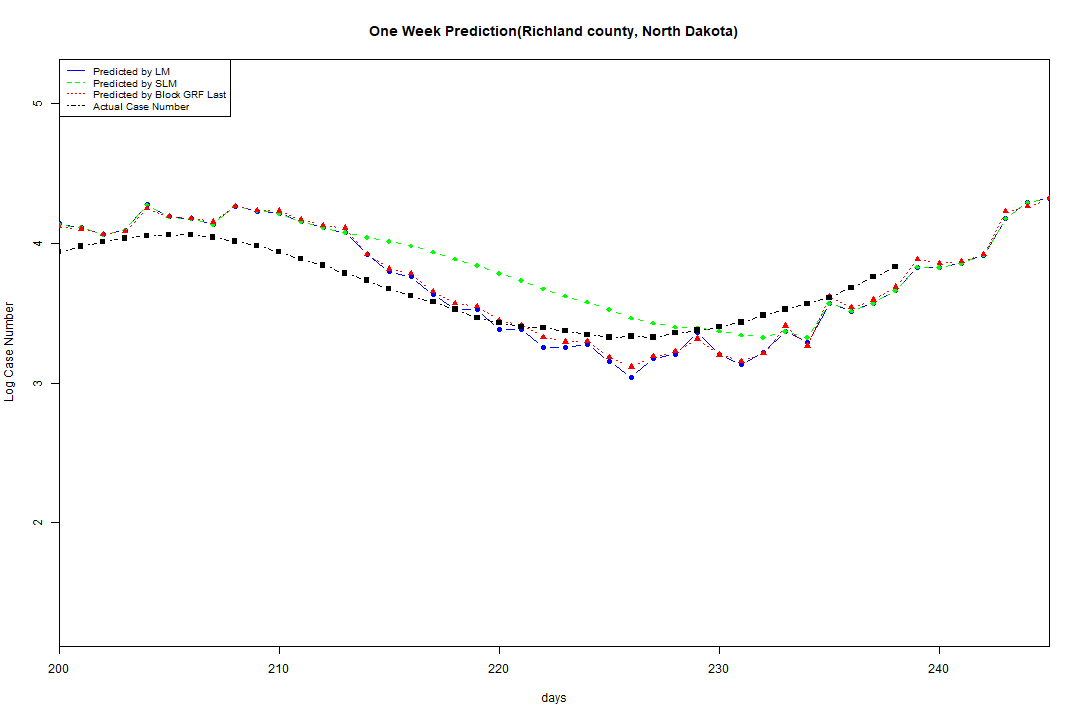 One Week Prediction(Richland county, North Dakota)
Predicted by LM
Predicted by SLM
Predicted by Block GRF Last
Actual Case Number
5
4
3
2
Log Case Number
200
210
220
230
240
days